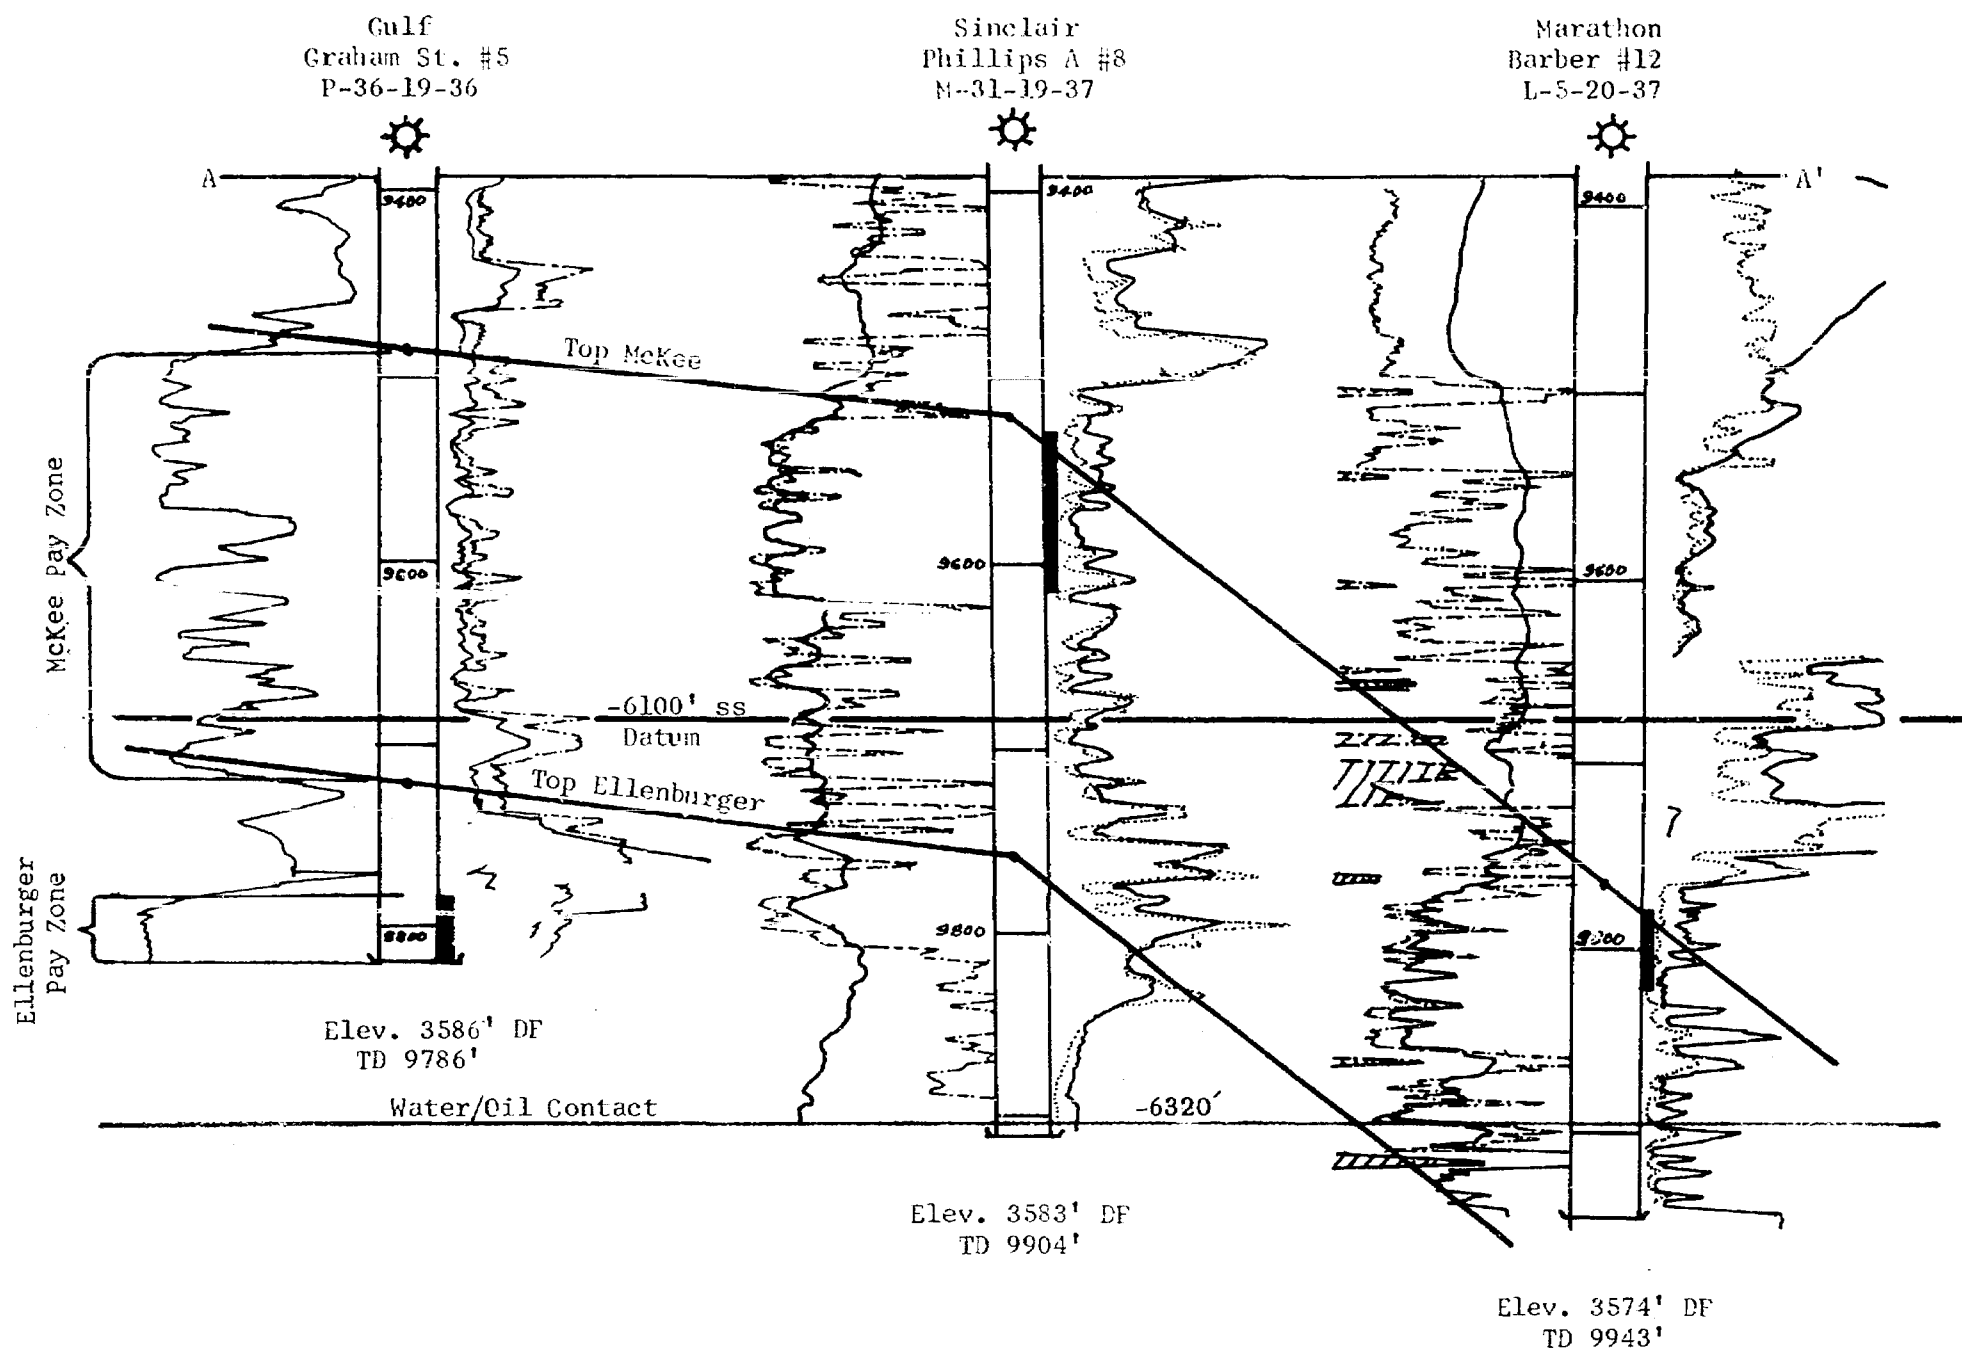 Gulf
Graham St. #5
P-36-19-36
Sinclair
Phillips A #8
M-31-19-37
Marathon
Barber #12
L-5-20-37
A
A'
9400
9400
9400
Top McKee
McKee Pay Zone
9600
9600
9600
-6100' ss
Datum
Top Ellenburger
Ellenburger
Pay Zone
9800
9800
9800
Elev. 3586' DF
TD 9786'
Water/Oil Contact
-6320'
Elev. 3583' DF
TD 9904'
Elev. 3574' DF
TD 9943'